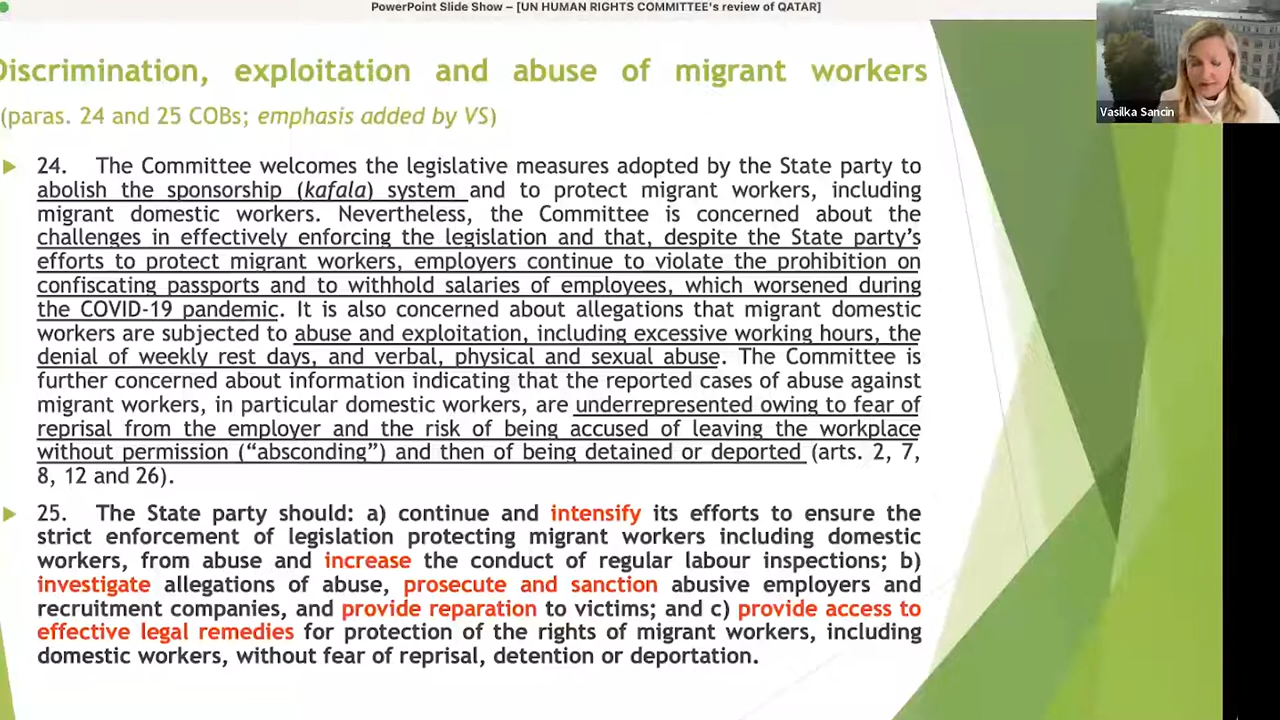 PowerPoint Slide Show – [UN HUMAN RIGHTS COMMITTEE's review of QATAR]
Discrimination, exploitation and abuse of migrant workers
(paras. 24 and 25 COBs; emphasis added by VS)
Vasilka Sancin
24. The Committee welcomes the legislative measures adopted by the State party to
abolish the sponsorship (kafala) system and to protect migrant workers, including
migrant domestic workers. Nevertheless, the Committee is concerned about the
challenges in effectively enforcing the legislation and that, despite the State party's
efforts to protect migrant workers, employers continue to violate the prohibition on
confiscating passports and to withhold salaries of employees, which worsened during
the COVID-19 pandemic. It is also concerned about allegations that migrant domestic
workers are subjected to abuse and exploitation, including excessive working hours, the
denial of weekly rest days, and verbal, physical and sexual abuse. The Committee is
further concerned about information indicating that the reported cases of abuse against
migrant workers, in particular domestic workers, are underrepresented owing to fear of
reprisal from the employer and the risk of being accused of leaving the workplace
without permission (“absconding”) and then of being detained or deported (arts. 2, 7,
8, 12 and 26).
25. The State party should: a) continue and intensify its efforts to ensure the
strict enforcement of legislation protecting migrant workers including domestic
workers, from abuse and increase the conduct of regular labour inspections; b)
investigate allegations of abuse, prosecute and sanction abusive employers and
recruitment companies, and provide reparation to victims; and c) provide access to
effective legal remedies for protection of the rights of migrant workers, including
domestic workers, without fear of reprisal, detention or deportation.